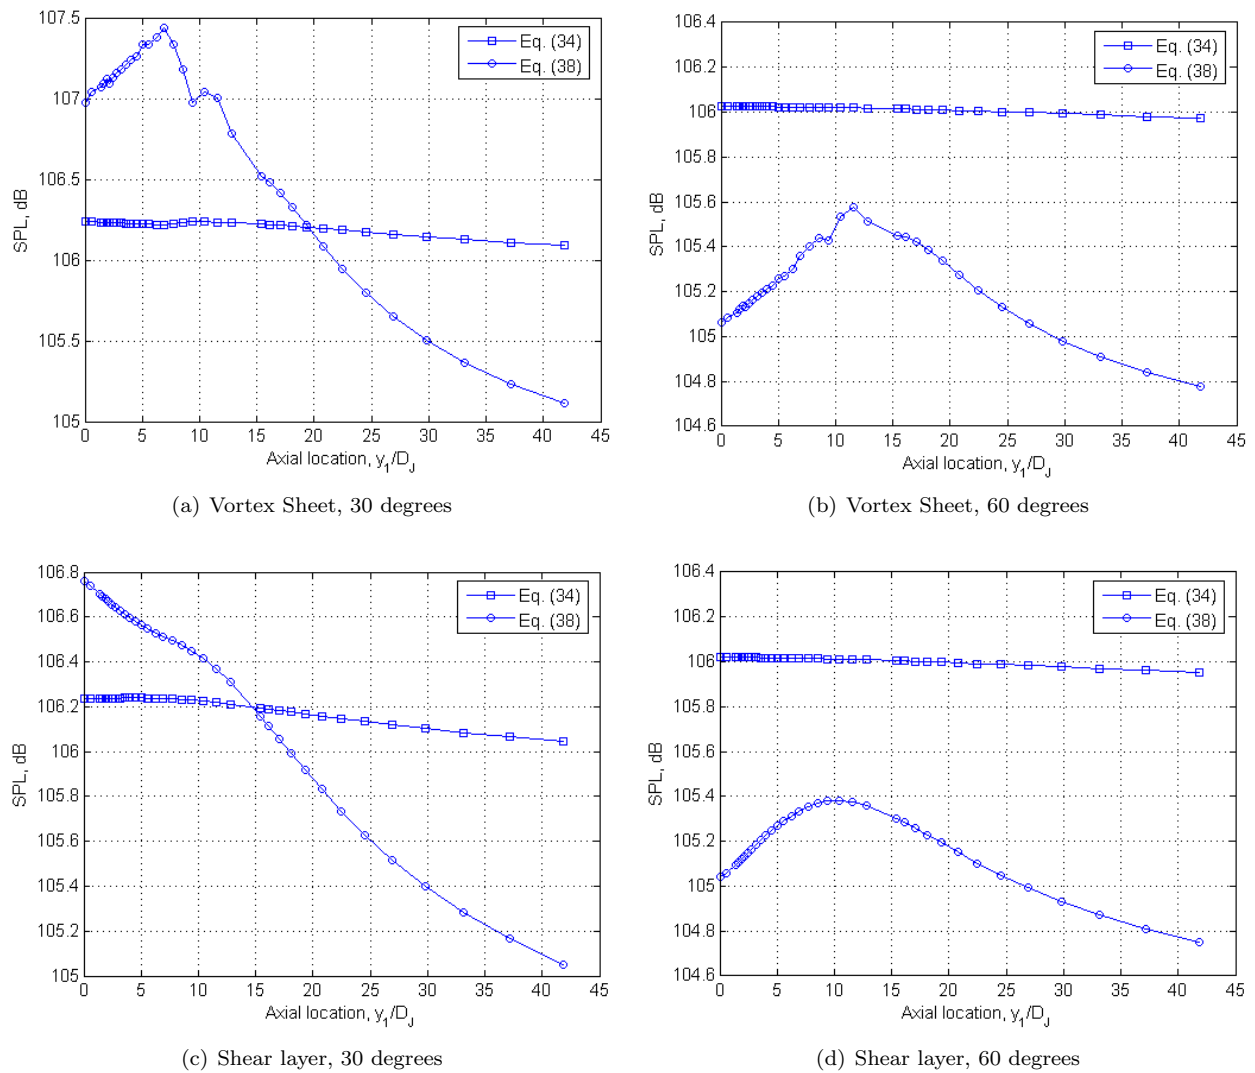 107.5
107
106.5
106
105.5
105
SPL, dB
Eq. (34)
Eq. (38)
0 5 10 15 20 25 30 35 40 45
Axial location, y1/DJ
(a) Vortex Sheet, 30 degrees
106.4
106.2
106
105.8
105.6
105.4
105.2
105
104.8
104.6
SPL, dB
Eq. (34)
Eq. (38)
0 5 10 15 20 25 30 35 40 45
Axial location, y1/DJ
(b) Vortex Sheet, 60 degrees
106.8
106.6
106.4
106.2
106
105.8
105.6
105.4
105.2
105
SPL, dB
Eq. (34)
Eq. (38)
0 5 10 15 20 25 30 35 40 45
Axial location, y1/DJ
(c) Shear layer, 30 degrees
106.4
106.2
106
105.8
105.6
105.4
105.2
105
104.8
104.6
SPL, dB
Eq. (34)
Eq. (38)
0 5 10 15 20 25 30 35 40 45
Axial location, y1/DJ
(d) Shear layer, 60 degrees